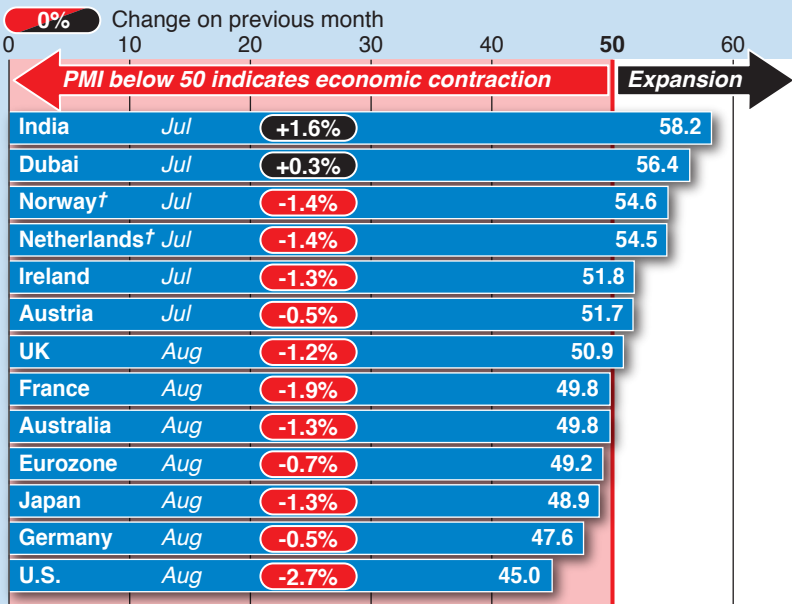 0% Change on previous month
0 10 20 30 40 50 60
PMI below 50 indicates economic contraction Expansion
India Jul +1.6% 58.2
Dubai Jul +0.3% 56.4
Norway† Jul -1.4% 54.6
Netherlands† Jul -1.4% 54.5
Ireland Jul -1.3% 51.8
Austria Jul -0.5% 51.7
UK Aug -1.2% 50.9
France Aug -1.9% 49.8
Australia Aug -1.3% 49.8
Eurozone Aug -0.7% 49.2
Japan Aug -1.3% 48.9
Germany Aug -0.5% 47.6
U.S. Aug -2.7% 45.0